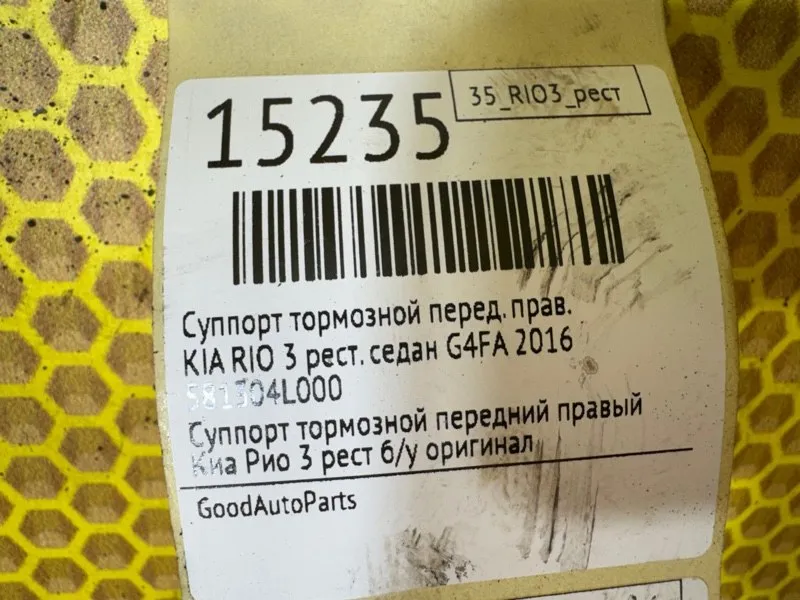 15235
35_RIO3_рест
Суппорт тормозной перед. прав.
KIA RIO 3 рест. седан G4FA 2016
581304L000
Суппорт тормозной передний правый
Киа Рио 3 рест б/у оригинал
GoodAutoParts